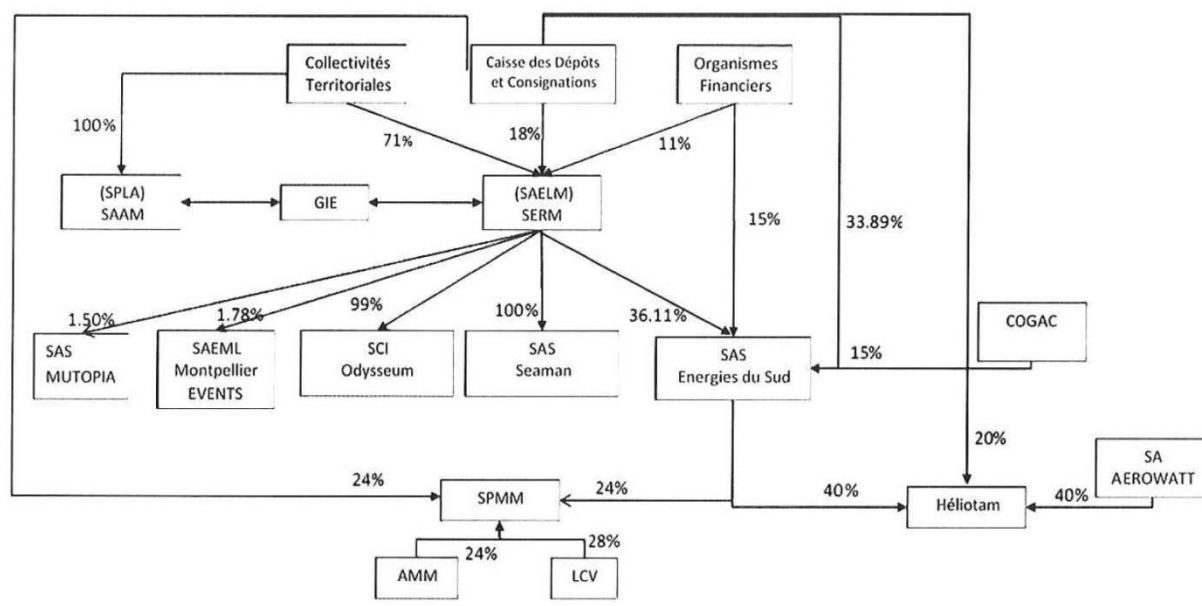 Collectivités
Territoriales
Caisse des Dépôts
et Consignations
Organismes
Financiers
100%
71%
18%
11%
(SPLA)
SAAM
GIE
(SAELM)
SERM
15%
33.89%
1.50%
1.78%
99%
100%
36.11%
COGAC
SAS
MUTOPIA
SAEML
Montpellier
EVENTS
SCI
Odysseum
SAS
Seaman
SAS
Energies du Sud
15%
20%
SA
AEROWATT
24%
SPMM
24%
40%
Héliotam
40%
24%
28%
AMM
LCV